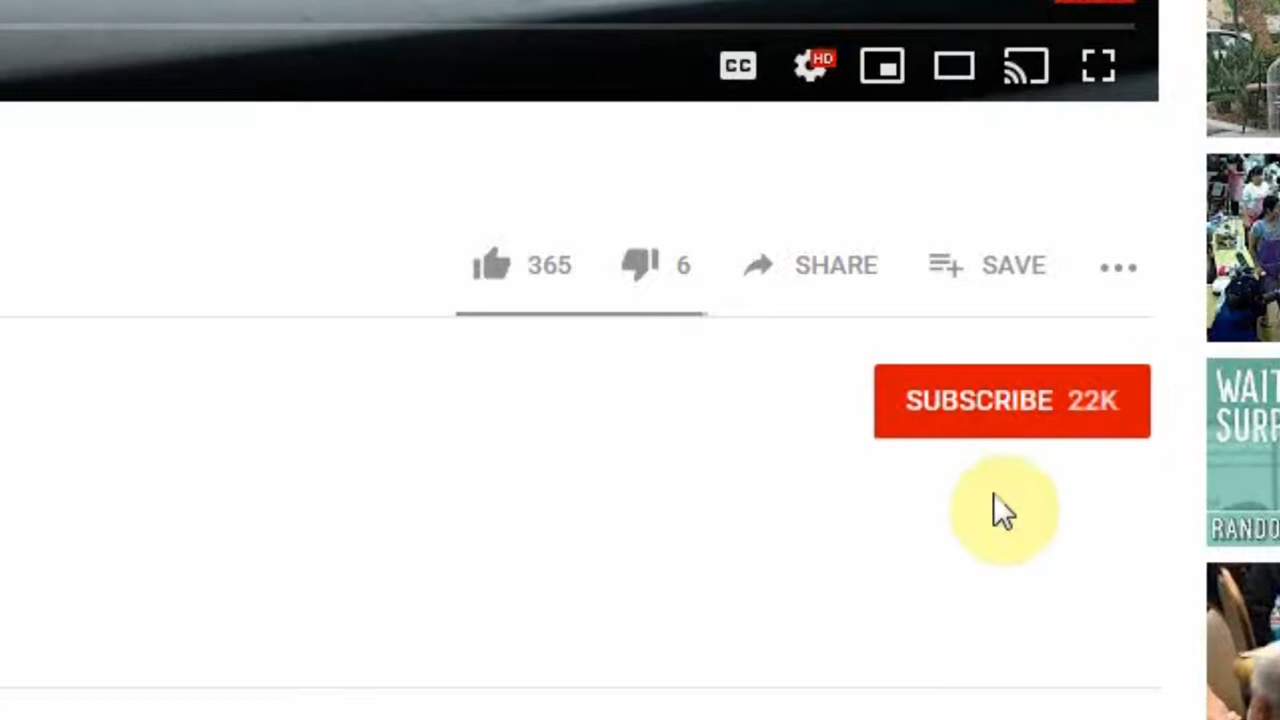 CC HD
365 6 SHARE SAVE
SUBSCRIBE 22K
WAIT
SURP
RANDO